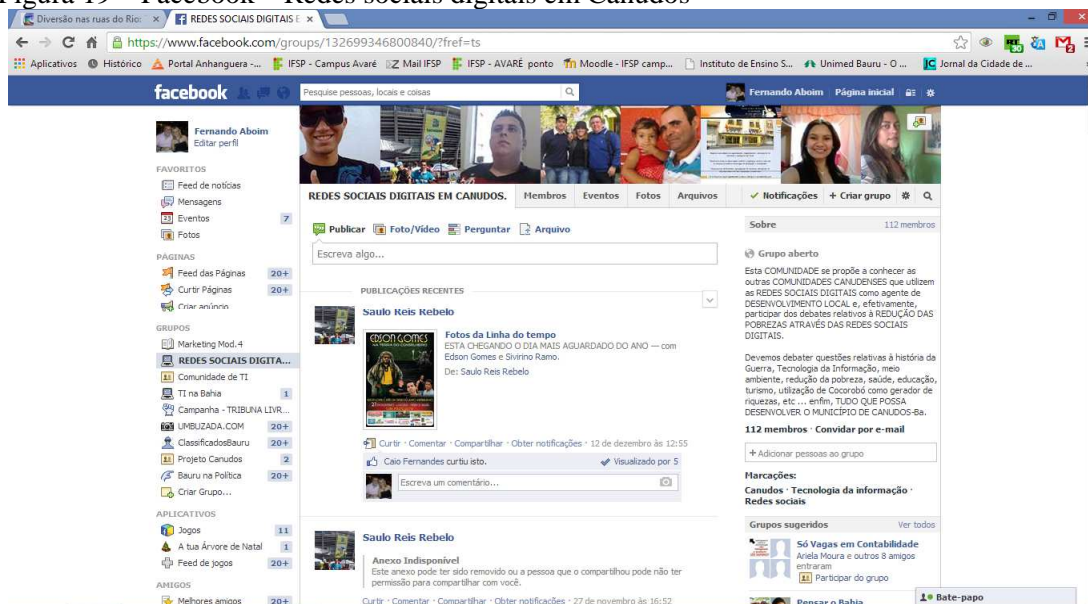 Figura 19 – Facebook – Redes sociais digitais em Canudos
Diversão nas ruas do Rio:
REDES SOCIAIS DIGITAIS E
https://www.facebook.com/groups/132699346800840/?fref=ts
Aplicativos Histórico Portal Anhanguera -... IFSP - Campus Avaré Mail IFSP IFSP - AVARÉ ponto Moodle - IFSP camp... Instituto de Ensino S... Unimed Bauru - O ... Jornal da Cidade de ...
facebook
Pesquise pessoas, locais e coisas
Fernando Aboim Página inicial
Fernando Aboim
Editar perfil
FAVORITOS
Feed de notícias
Mensagens
Eventos 7
Fotos
PÁGINAS
Feed das Páginas 20+
Curtir Páginas 20+
Criar anúncio
GRUPOS
Marketing Mod.4
REDES SOCIAIS DIGITA...
Comunidade de TI
TI na Bahia 1
Campanha - TRIBUNA LIVR...
UMBUZADA.COM 20+
ClassificadosBauru 20+
Projeto Canudos 2
Bauru na Política 20+
Criar Grupo...
APLICATIVOS
Jogos 11
A tua Árvore de Natal 1
Feed de jogos 20+
AMIGOS
Melhores amigos 20+
REDES SOCIAIS DIGITAIS EM CANUDOS. Membros Eventos Fotos Arquivos
Notificações + Criar grupo
Publicar Foto/Vídeo Perguntar Arquivo
Escreva algo...
PUBLICAÇÕES RECENTES
Saulo Reis Rebelo
EDSON GOMES
Fotos da Linha do tempo
ESTA CHEGANDO O DIA MAIS AGUARDADO DO ANO — com
Edson Gomes e Sivirino Ramo.
De: Saulo Reis Rebelo
Curtir · Comentar · Compartilhar · Obter notificações · 12 de dezembro às 12:55
Caio Fernandes curtiu isto. Visualizado por 5
Escreva um comentário...
Saulo Reis Rebelo
Anexo Indisponível
Este anexo pode ter sido removido ou a pessoa que o compartilhou pode não ter
permissão para compartilhar com você.
Curtir · Comentar · Compartilhar · Obter notificações · 27 de novembro às 16:52
Sobre 112 membros
Grupo aberto
Esta COMUNIDADE se propõe a conhecer as
outras COMUNIDADES CANUDENSES que utilizem
as REDES SOCIAIS DIGITAIS como agente de
DESENVOLVIMENTO LOCAL e, efetivamente,
participar dos debates relativos à REDUÇÃO DAS
POBREZAS ATRAVÉS DAS REDES SOCIAIS
DIGITAIS.
Devemos debater questões relativas à história da
Guerra, Tecnologia da Informação, meio
ambiente, redução da pobreza, saúde, educação,
turismo, utilização de Cocorobó como gerador de
riquezas, etc ... enfim, TUDO QUE POSSA
DESENVOLVER O MUNICÍPIO DE CANUDOS-Ba.
112 membros · Convidar por e-mail
+ Adicionar pessoas ao grupo
Marcações:
Canudos · Tecnologia da informação ·
Redes sociais
Grupos sugeridos Ver todos
Só Vagas em Contabilidade
Ariela Moura e outros 8 amigos
entraram
Participar do grupo
Pensar o Bahia
Bate-papo